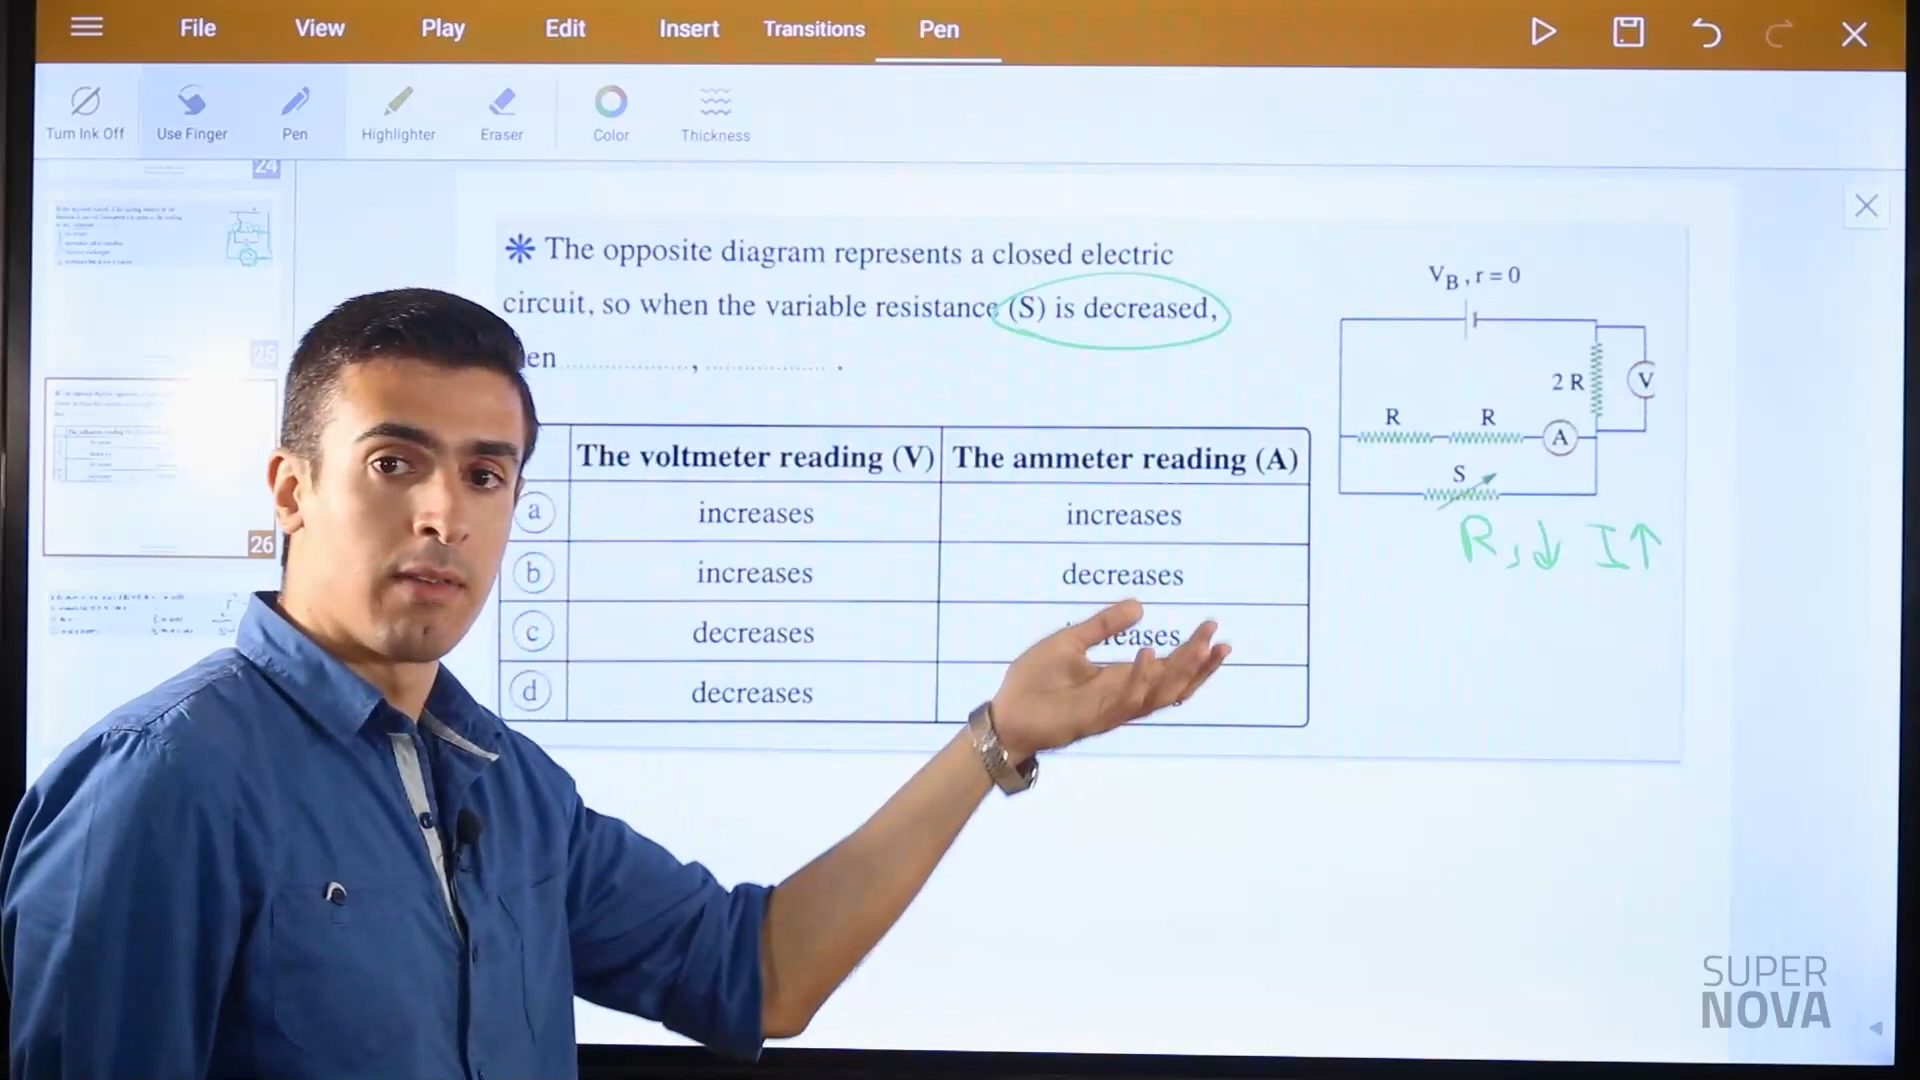 File View Play Edit Insert Transitions Pen
Turn Ink Off Use Finger Pen Highlighter Eraser Color Thickness
24
25
26
The opposite diagram represents a closed electric
circuit, so when the variable resistance (S) is decreased,
en ...................., .................... .
The voltmeter reading (V) The ammeter reading (A)
a increases increases
b increases decreases
c decreases reases
d decreases
V_B , r = 0
2 R V
R R A
S
R,↓ I↑
SUPER
NOVA